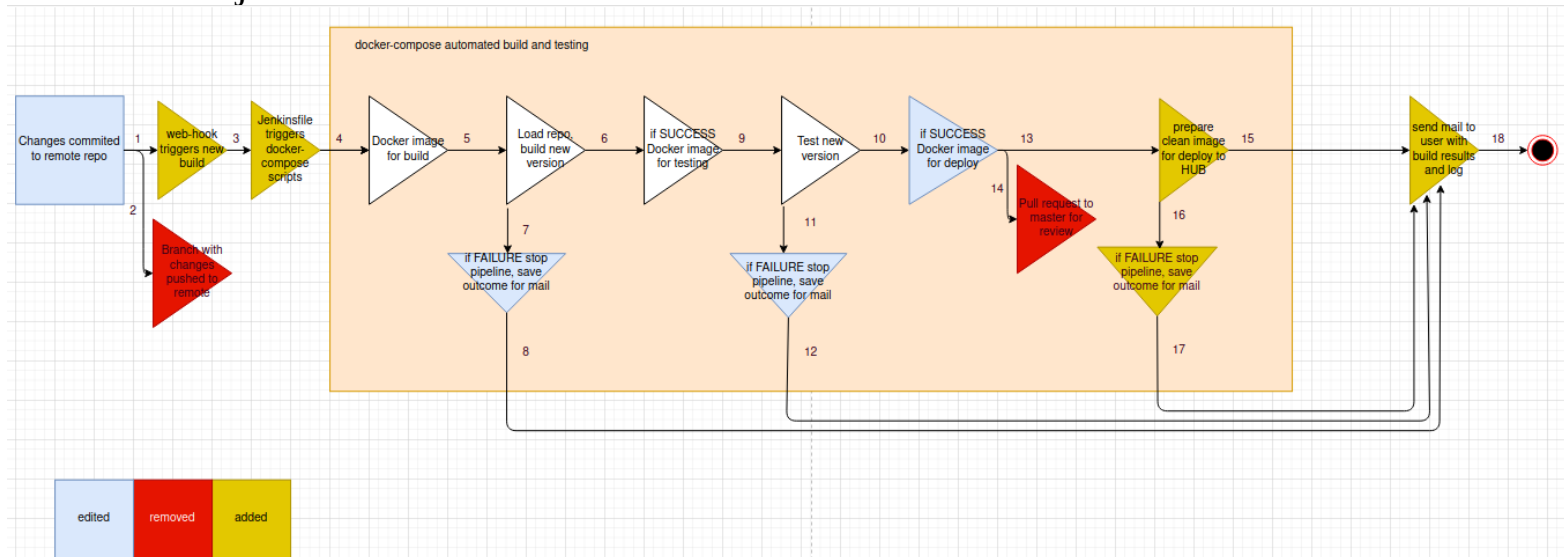 docker-compose automated build and testing
Changes commited
to remote repo
1
2
web-hook
triggers new
build
3
Jenkinsfile
triggers
docker-
compose
scripts
4
Branch with
changes
pushed to
remote
Docker image
for build
5
Load repo,
build new
version
6
7
if FAILURE stop
pipeline, save
outcome for mail
8
if SUCCESS
Docker image
for testing
9
Test new
version
10
11
if FAILURE stop
pipeline, save
outcome for mail
12
if SUCCESS
Docker image
for deploy
13
14
Pull request to
master for
review
prepare
clean image
for deploy to
HUB
15
16
if FAILURE stop
pipeline, save
outcome for mail
17
send mail to
user with
build results
and log
18
edited
removed
added